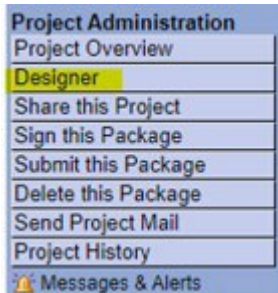 Project Administration
Project Overview
Designer
Share this Project
Sign this Package
Submit this Package
Delete this Package
Send Project Mail
Project History
Messages & Alerts